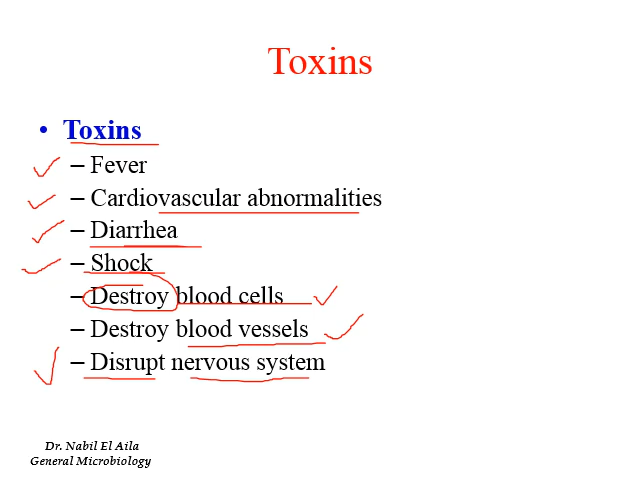 Toxins
• Toxins
– Fever
– Cardiovascular abnormalities
– Diarrhea
– Shock
– Destroy blood cells
– Destroy blood vessels
– Disrupt nervous system
Dr. Nabil El Aila
General Microbiology